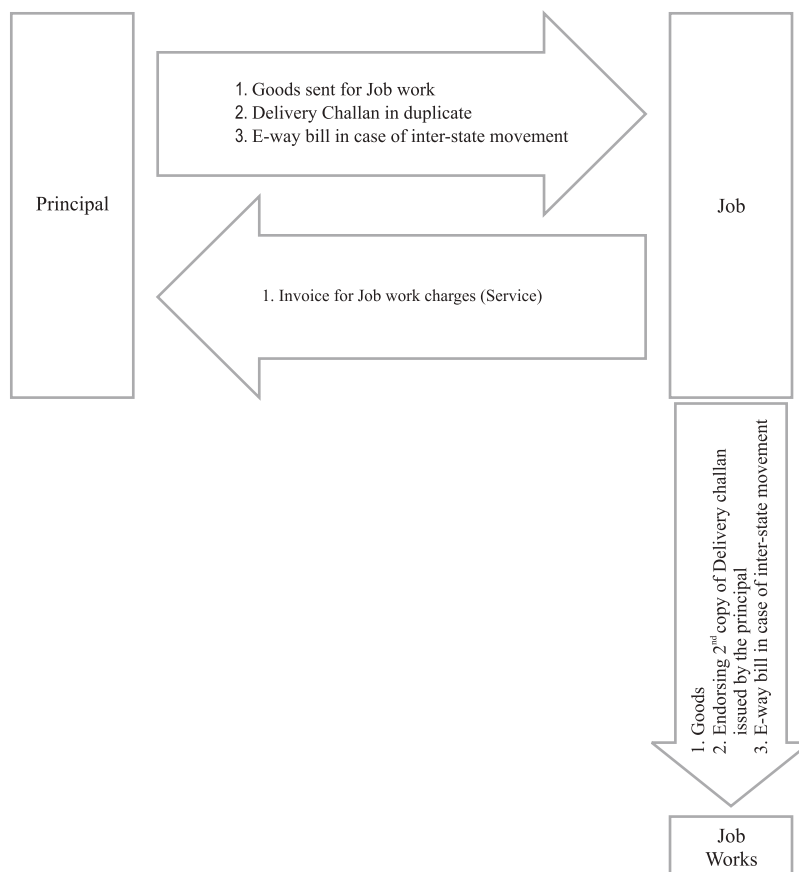 Principal
1. Goods sent for Job work
2. Delivery Challan in duplicate
3. E-way bill in case of inter-state movement
Job
1. Invoice for Job work charges (Service)
1. Goods
2. Endorsing 2nd copy of Delivery challan
issued by the principal
3. E-way bill in case of inter-state movement
Job
Works